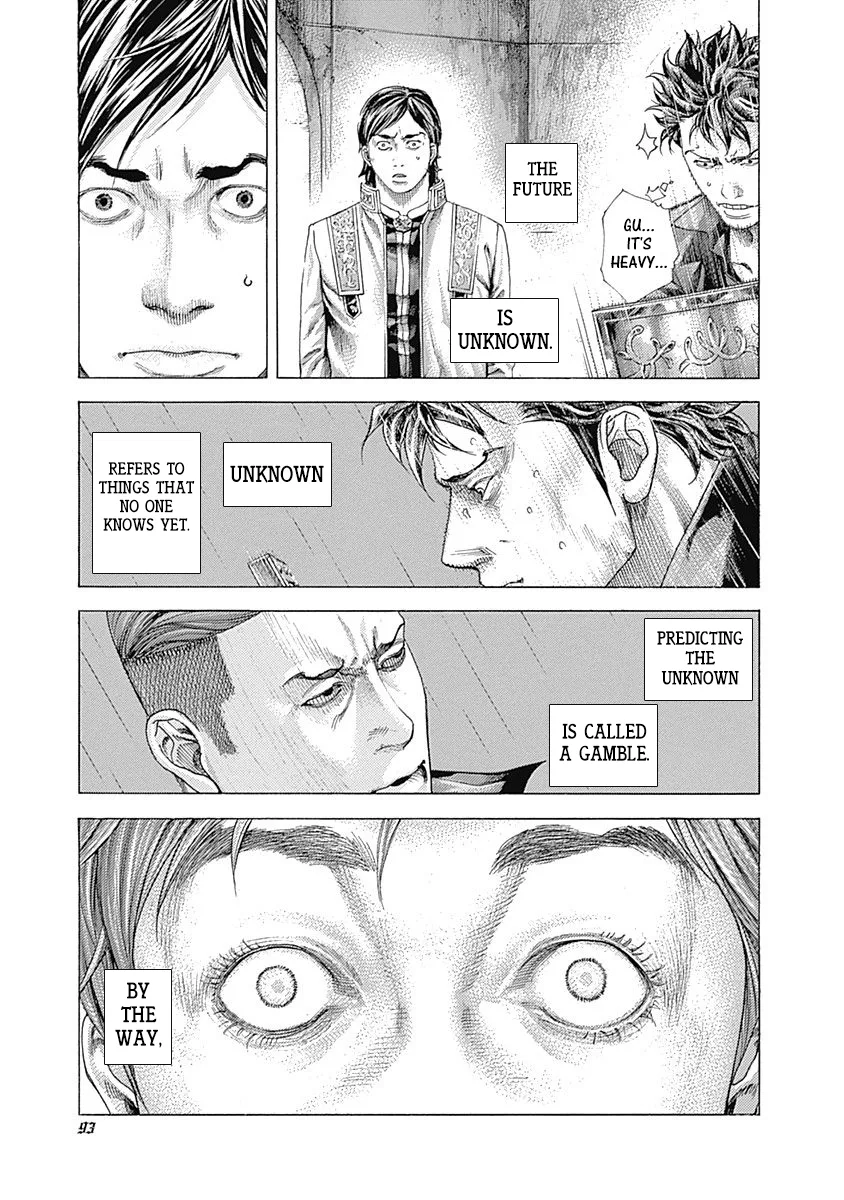 THE
FUTURE
GU...
IT'S
HEAVY...
IS
UNKNOWN.
UNKNOWN
REFERS TO
THINGS THAT
NO ONE
KNOWS YET.
PREDICTING
THE
UNKNOWN
IS CALLED
A GAMBLE.
BY
THE
WAY,
93